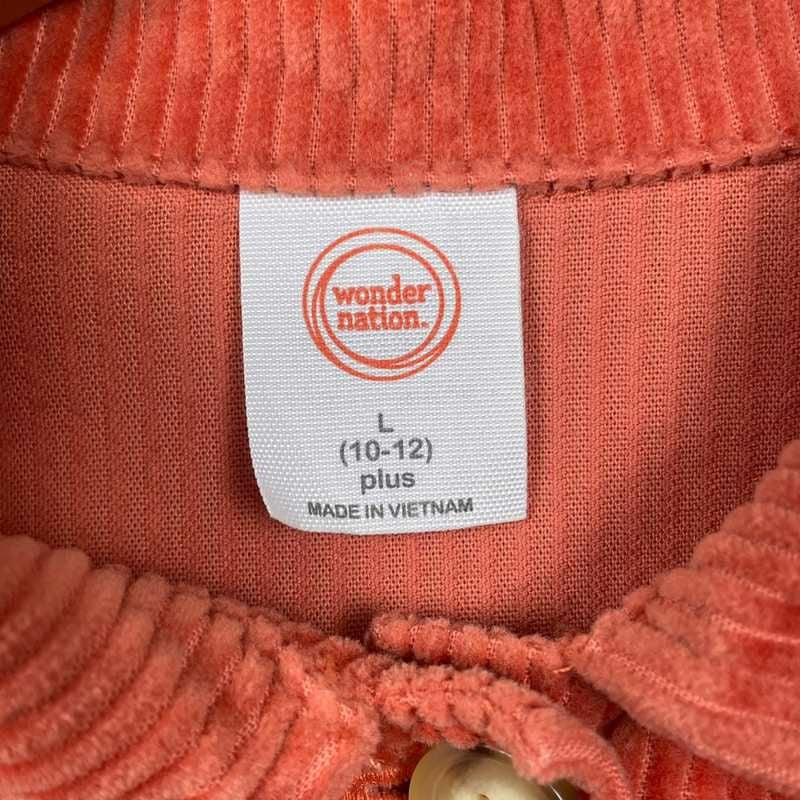 wonder
nation.
L
(10-12)
plus
MADE IN VIETNAM